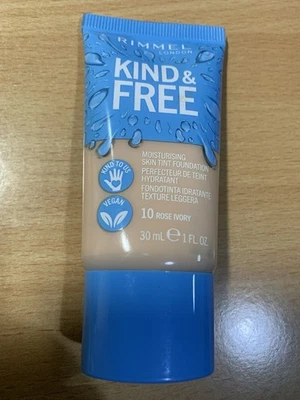 RIMMEL
LONDON
KIND &
FREE
MOISTURISING
SKIN TINT FOUNDATION
PERFECTEUR DE TEINT
HYDRATANT
FONDOTINTA IDRATANTE
TEXTURE LEGGERA
KIND TO US
VEGAN
10 ROSE IVORY
30 mL ℮ 1 FL. OZ.